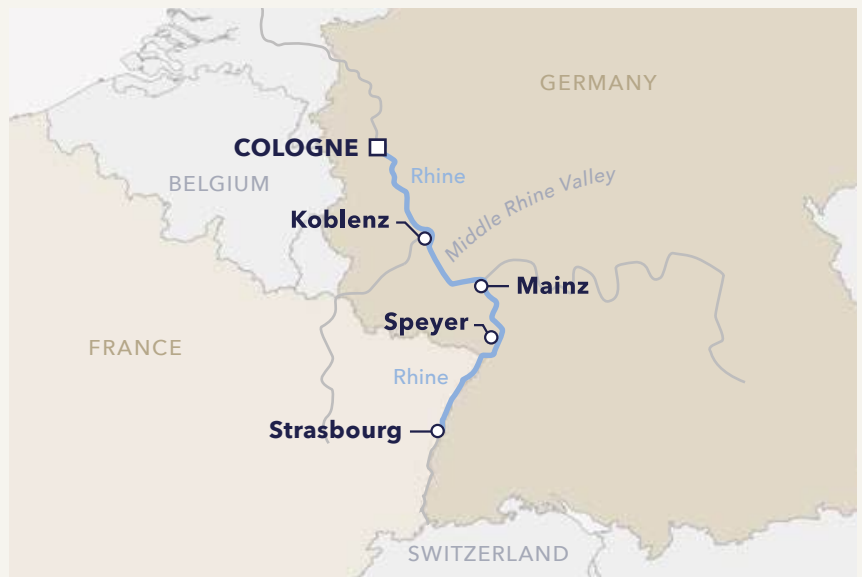 GERMANY
COLOGNE
Rhine
BELGIUM
Middle Rhine Valley
Koblenz
Mainz
Speyer
FRANCE
Rhine
Strasbourg
SWITZERLAND